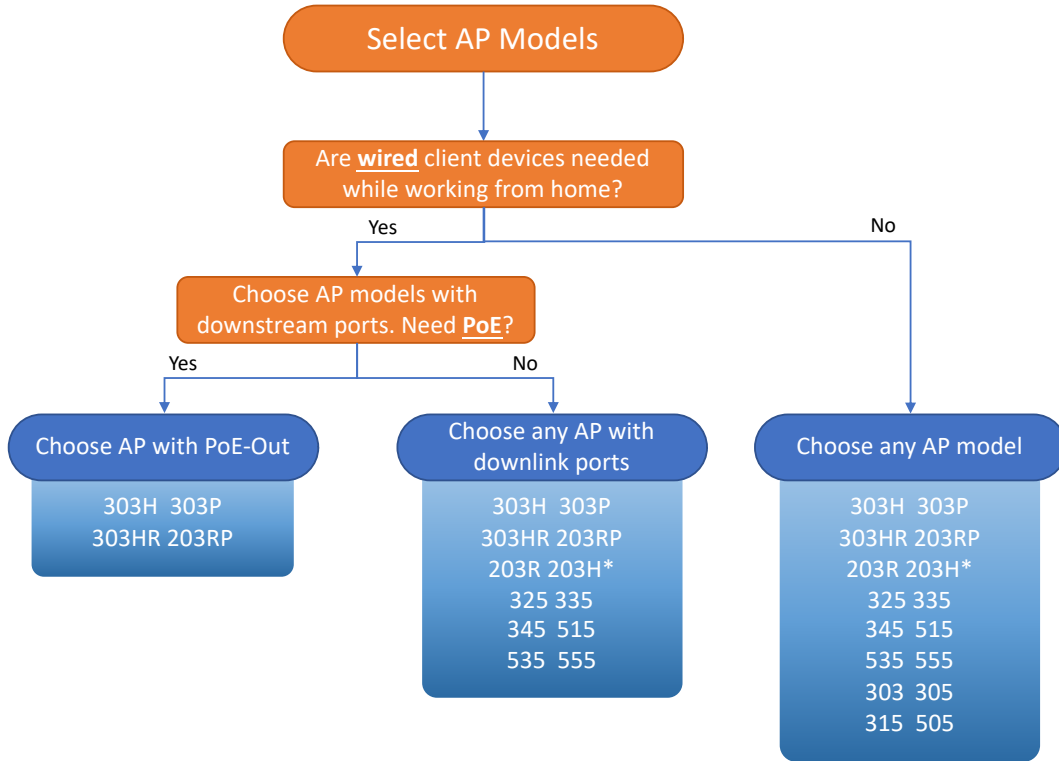 Select AP Models
Are wired client devices needed
while working from home?
Yes
No
Choose AP models with
downstream ports. Need PoE?
Yes
No
Choose AP with PoE-Out
303H 303P
303HR 203RP
Choose any AP with
downlink ports
303H 303P
303HR 203RP
203R 203H*
325 335
345 515
535 555
Choose any AP model
303H 303P
303HR 203RP
203R 203H*
325 335
345 515
535 555
303 305
315 505